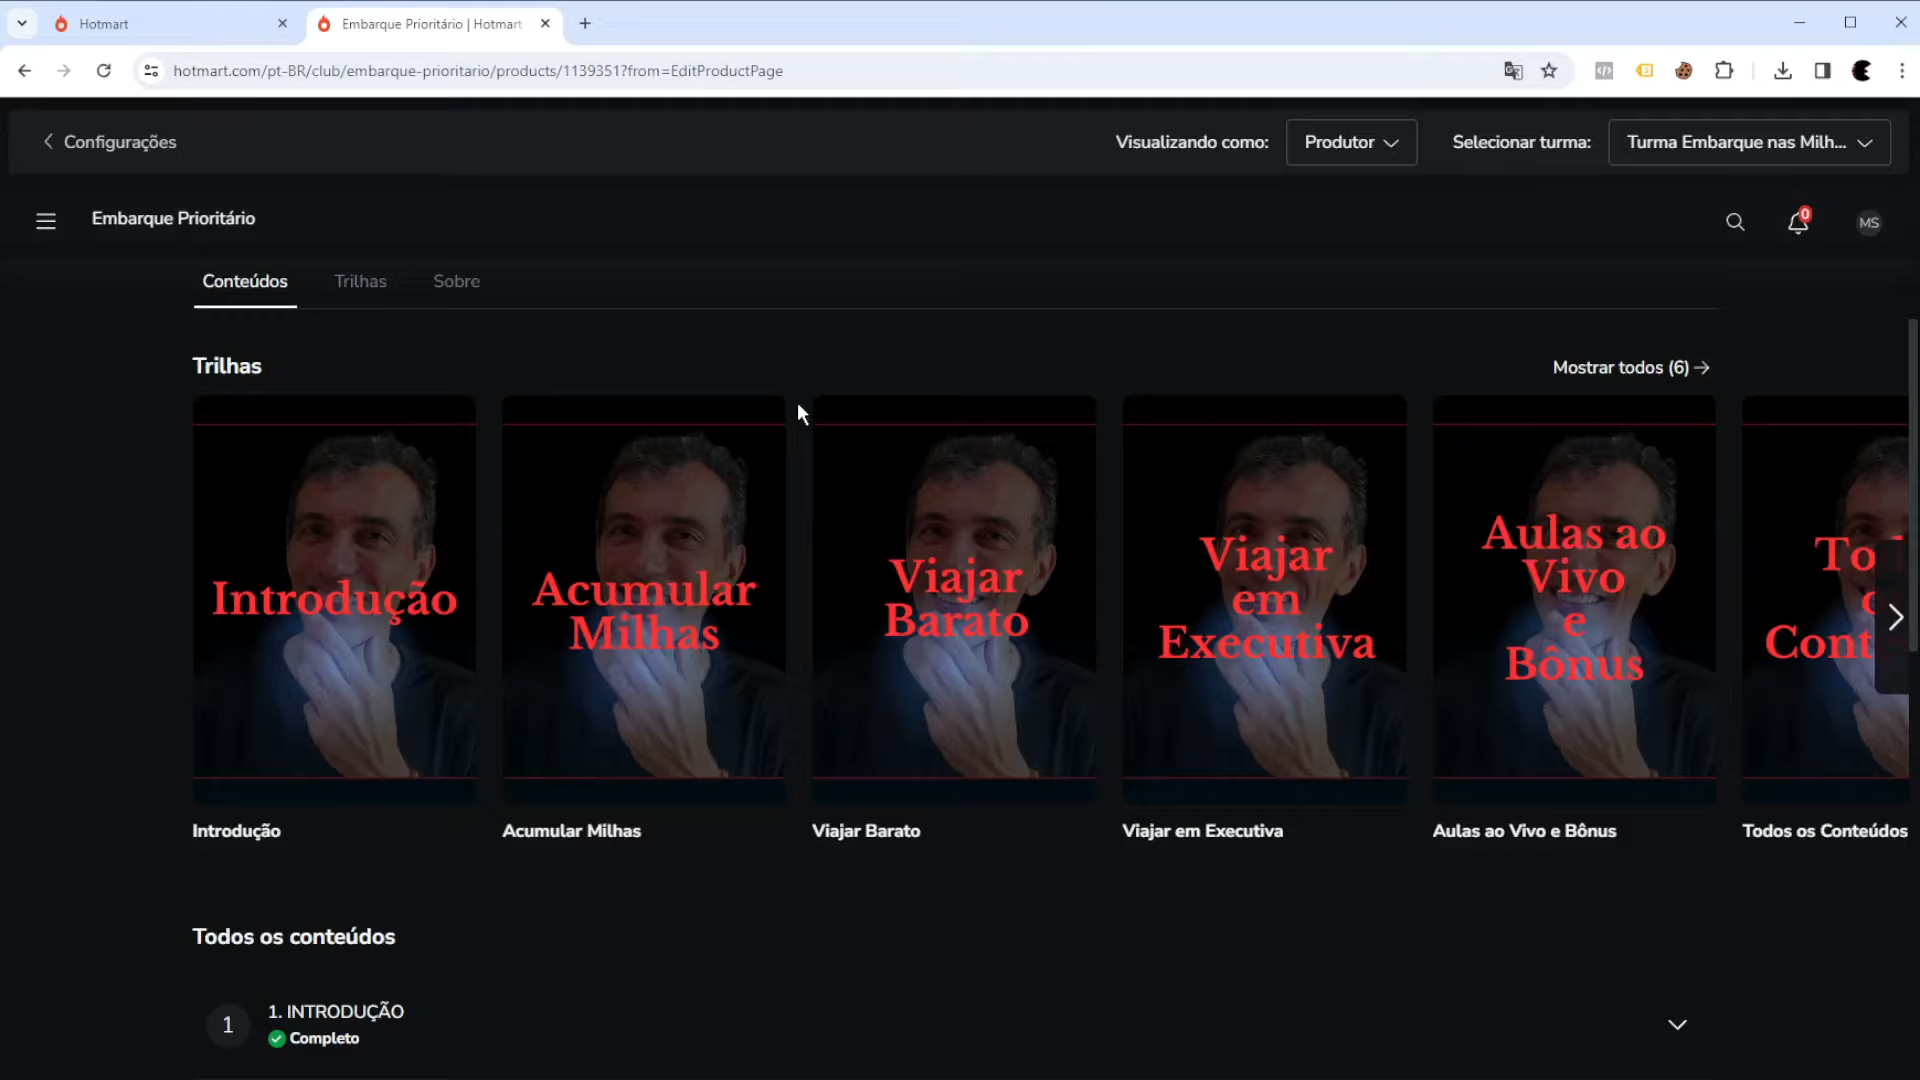 Hotmart
Embarque Prioritário | Hotmart
hotmart.com/pt-BR/club/embarque-prioritario/products/1139351?from=EditProductPage
Configurações
Visualizando como:
Produtor
Selecionar turma:
Turma Embarque nas Milh...
Embarque Prioritário
0
MS
Conteúdos
Trilhas
Sobre
Trilhas
Mostrar todos (6)
Introdução
Acumular
Milhas
Viajar
Barato
Viajar
em
Executiva
Aulas ao
Vivo
e
Bônus
Introdução
Acumular Milhas
Viajar Barato
Viajar em Executiva
Aulas ao Vivo e Bônus
Todos os Conteúdos
Todos os conteúdos
1
1. INTRODUÇÃO
Completo